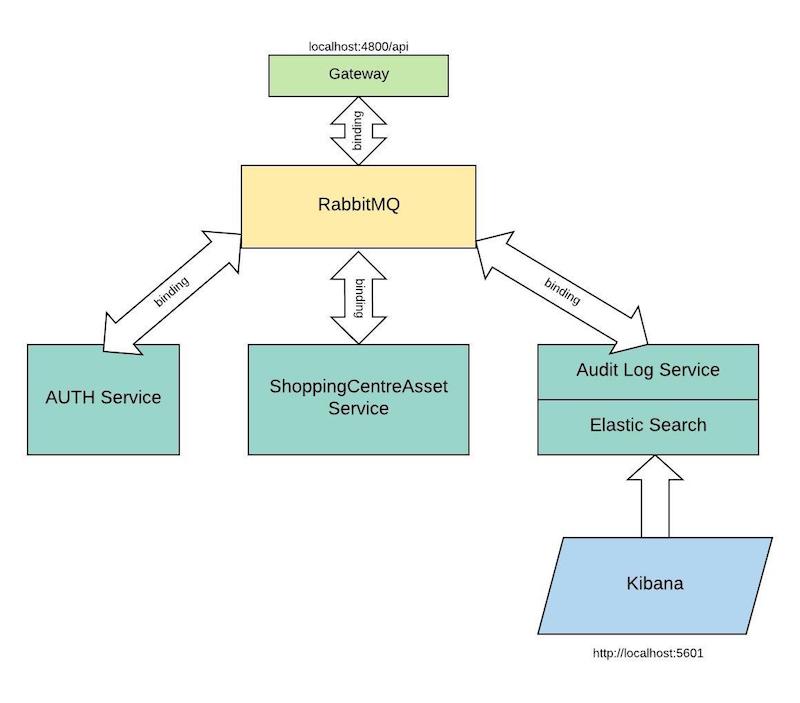 localhost:4800/api
Gateway
binding
RabbitMQ
binding
binding
binding
AUTH Service
ShoppingCentreAsset
Service
Audit Log Service
Elastic Search
Kibana
http://localhost:5601